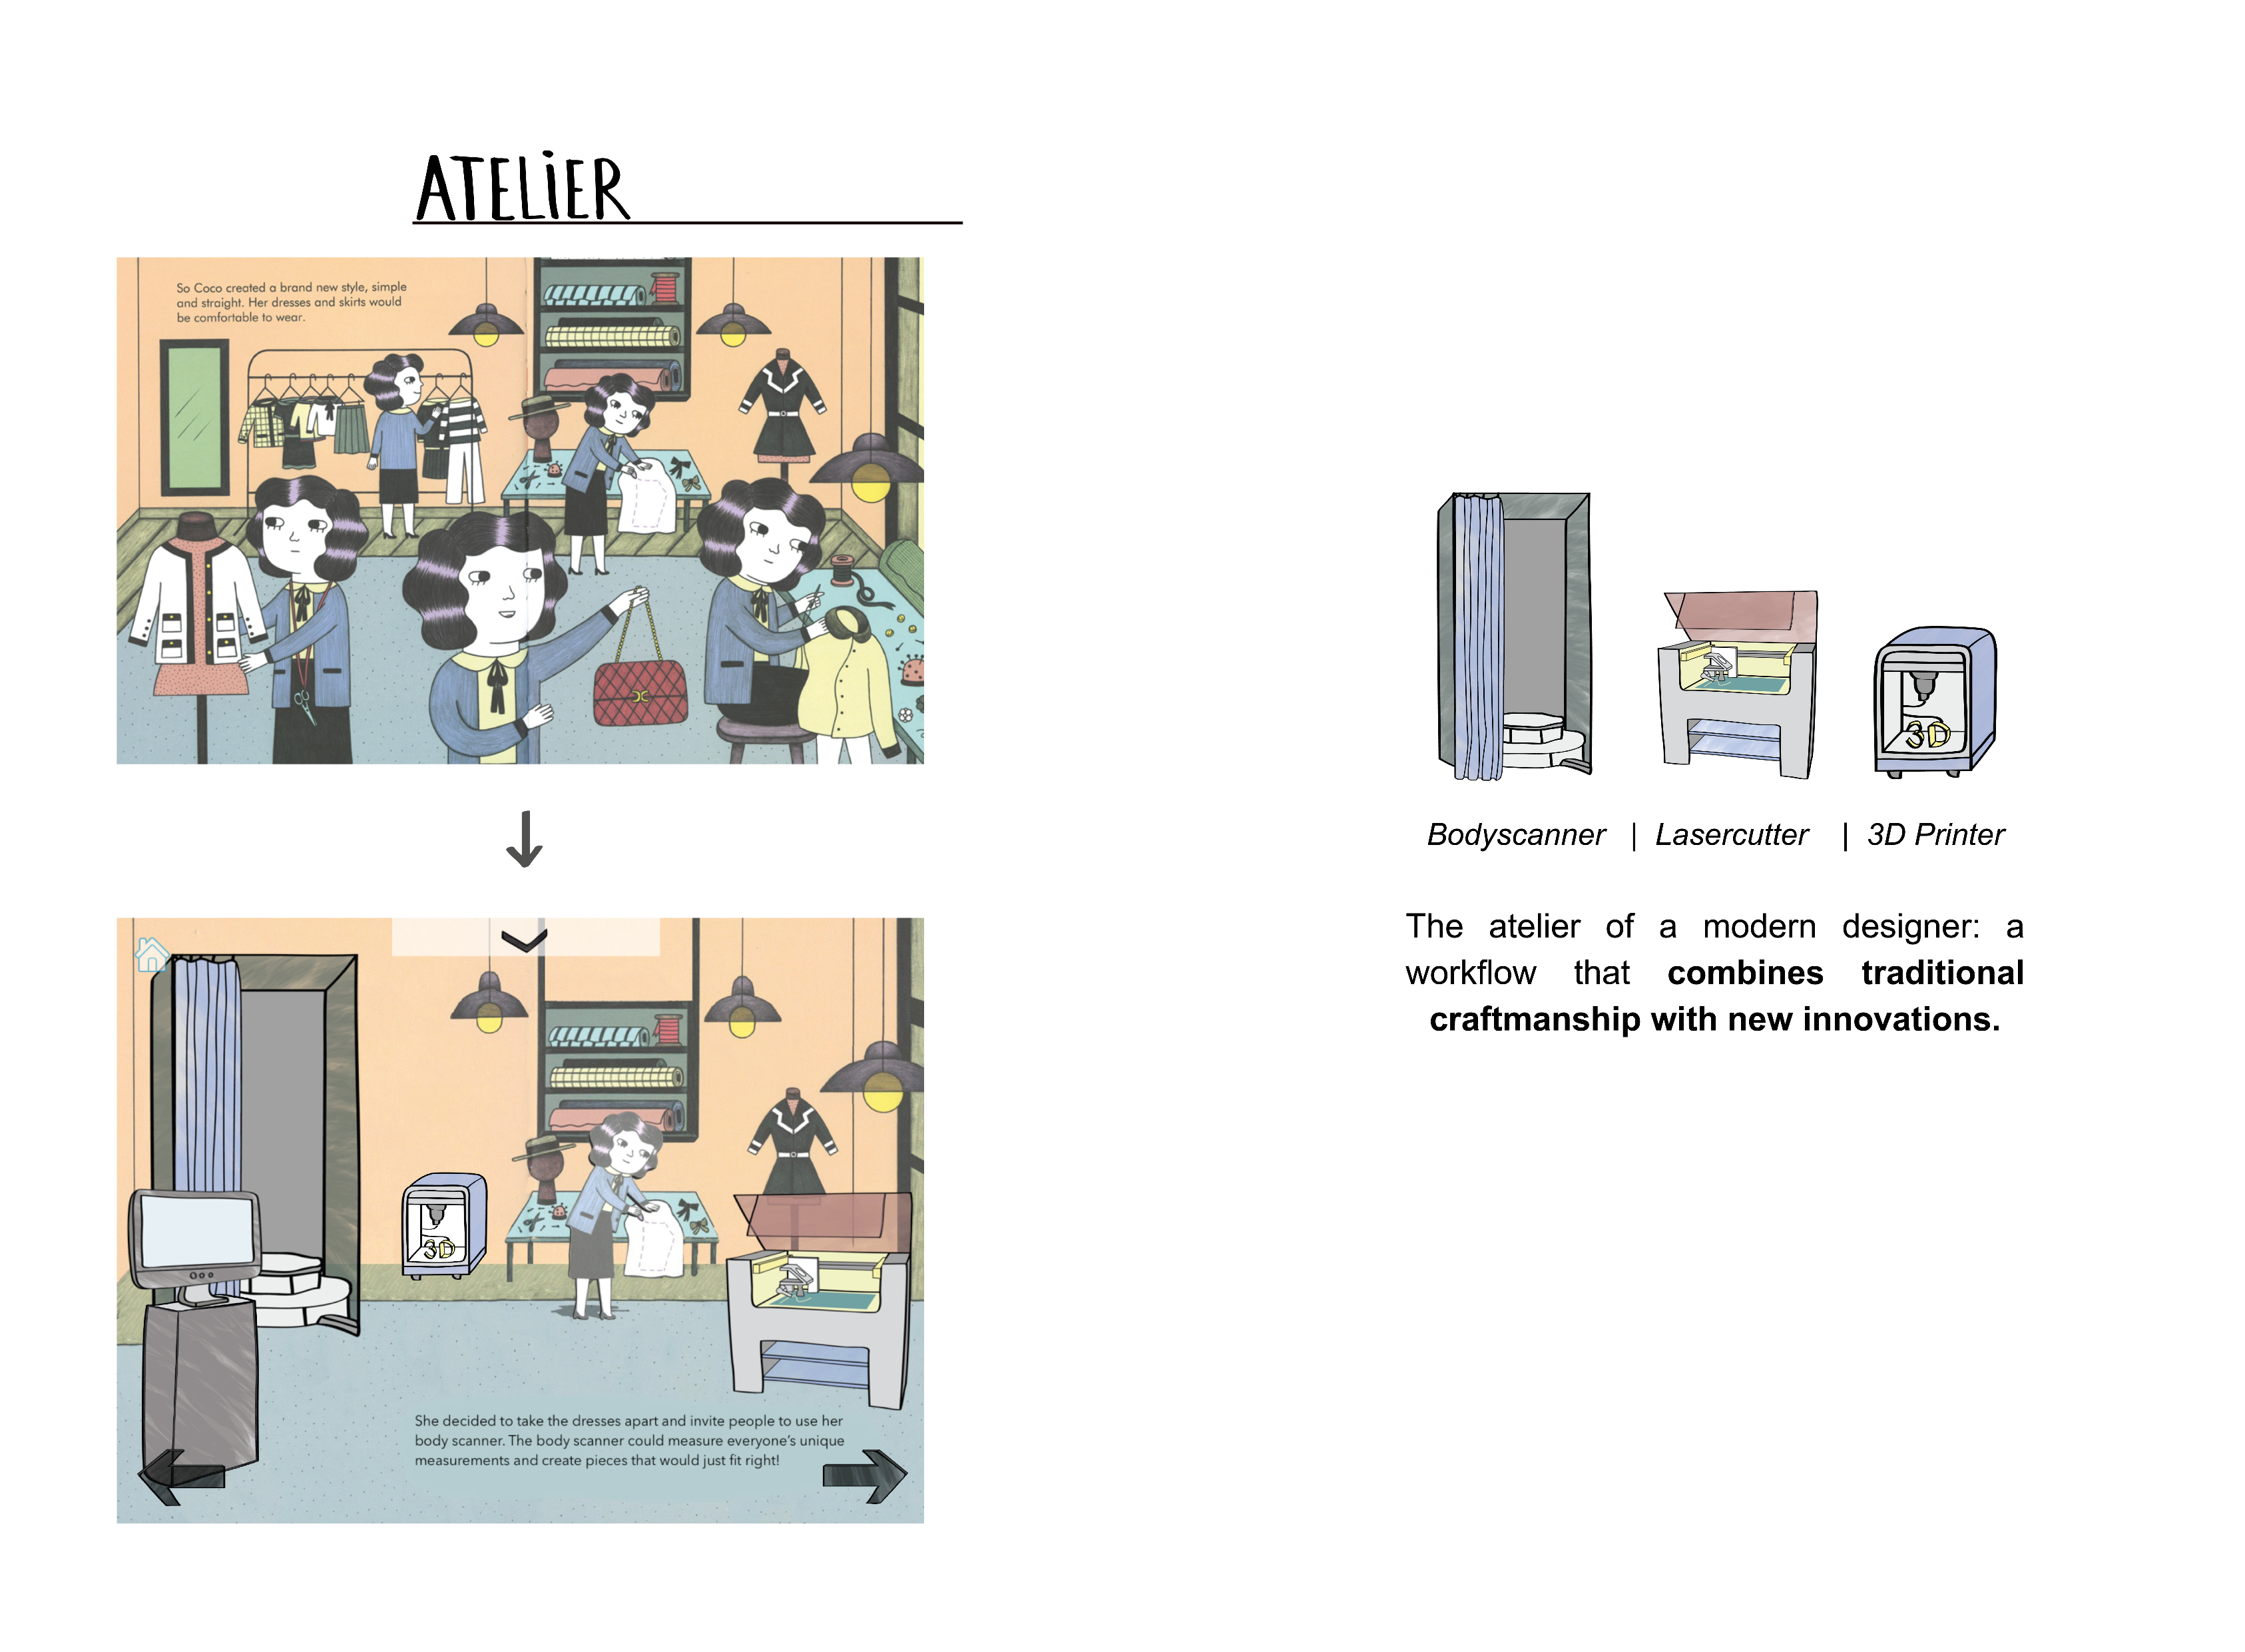 ATELiER
So Coco created a brand new style, simple
and straight. Her dresses and skirts would
be comfortable to wear.
She decided to take the dresses apart and invite people to use her
body scanner. The body scanner could measure everyone's unique
measurements and create pieces that would just fit right!
3D
3D
Bodyscanner | Lasercutter | 3D Printer
The atelier of a modern designer: a
workflow that combines traditional
craftmanship with new innovations.